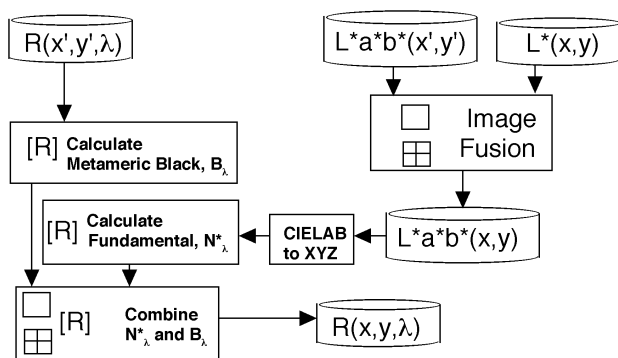 R(x',y',λ)
L*a*b*(x',y')
L*(x,y)
[R] Calculate
Metameric Black, Bλ
Image
Fusion
[R] Calculate
Fundamental, N*λ
CIELAB
to XYZ
L*a*b*(x,y)
[R] Combine
N*λ and Bλ
R(x,y,λ)